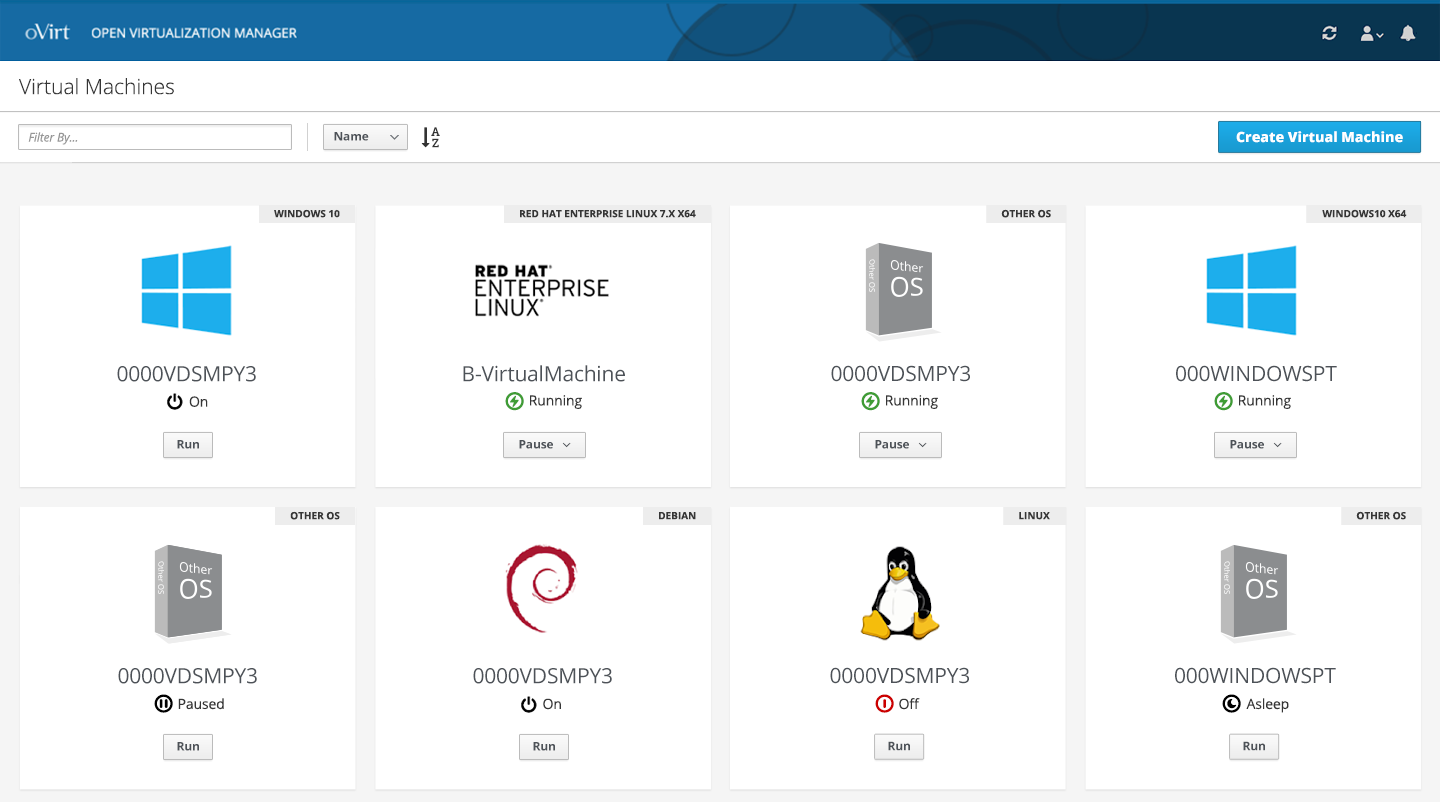 oVirt OPEN VIRTUALIZATION MANAGER
Virtual Machines
Filter By...
Name
A
Z
Create Virtual Machine
WINDOWS 10
0000VDSMPY3
On
Run
RED HAT ENTERPRISE LINUX 7.X X64
RED HAT®
ENTERPRISE
LINUX®
B-VirtualMachine
Running
Pause
OTHER OS
Other OS
Other
OS
0000VDSMPY3
Running
Pause
WINDOWS10 X64
000WINDOWSPT
Running
Pause
OTHER OS
Other OS
Other
OS
0000VDSMPY3
Paused
Run
DEBIAN
0000VDSMPY3
On
Run
LINUX
0000VDSMPY3
Off
Run
OTHER OS
Other OS
Other
OS
000WINDOWSPT
Asleep
Run